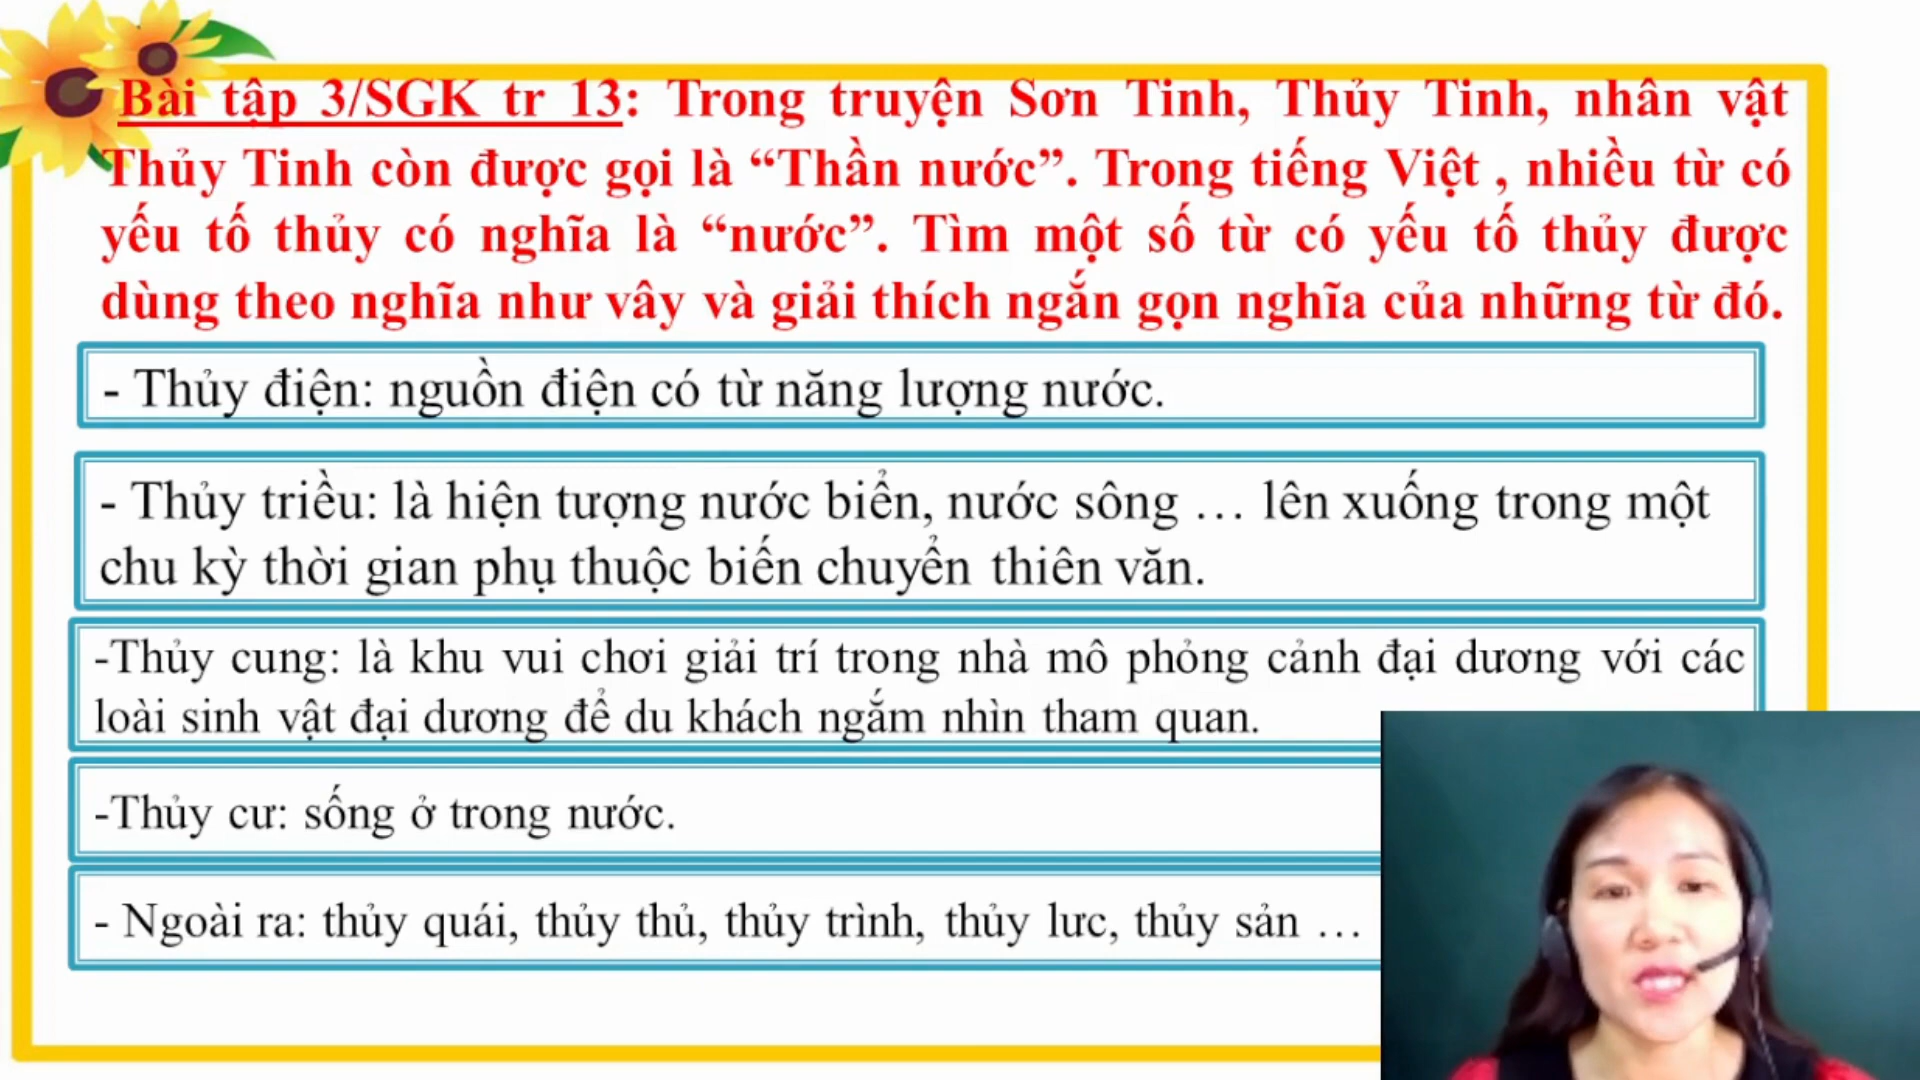 Bài tập 3/SGK tr 13: Trong truyện Sơn Tinh, Thủy Tinh, nhân vật
Thủy Tinh còn được gọi là “Thần nước”. Trong tiếng Việt , nhiều từ có
yếu tố thủy có nghĩa là “nước”. Tìm một số từ có yếu tố thủy được
dùng theo nghĩa như vây và giải thích ngắn gọn nghĩa của những từ đó.
- Thủy điện: nguồn điện có từ năng lượng nước.
- Thủy triều: là hiện tượng nước biển, nước sông … lên xuống trong một
chu kỳ thời gian phụ thuộc biến chuyển thiên văn.
-Thủy cung: là khu vui chơi giải trí trong nhà mô phỏng cảnh đại dương với các
loài sinh vật đại dương để du khách ngắm nhìn tham quan.
-Thủy cư: sống ở trong nước.
- Ngoài ra: thủy quái, thủy thủ, thủy trình, thủy lưc, thủy sản …